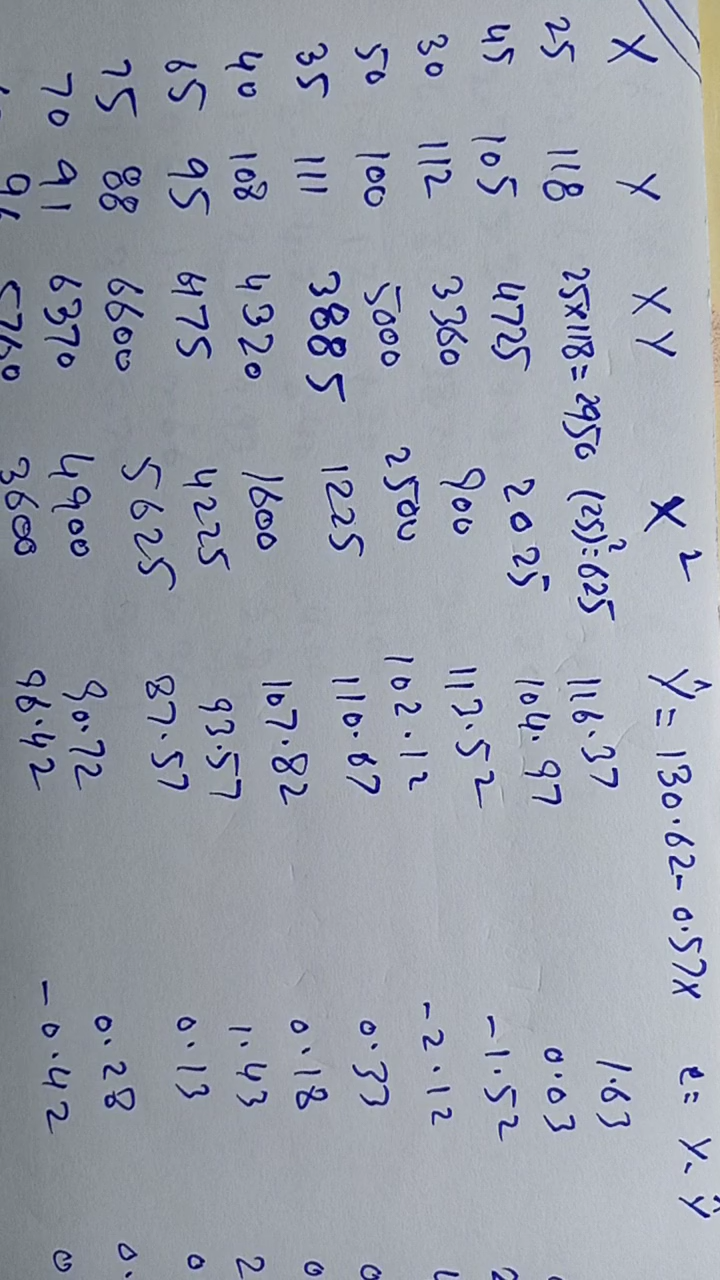 X Y XY X² Ŷ = 130.62 - 0.57x e = Y - Ŷ
25 118 25×118 = 2950 (25)² = 625 116.37 1.63
45 105 4725 2025 104.97 0.03
30 112 3360 900 113.52 -1.52
50 100 5000 2500 102.12 -2.12
35 111 3885 1225 110.67 0.33
40 108 4320 1600 107.82 0.18
65 95 6175 4225 93.57 1.43
75 88 6600 5625 87.57 0.13
70 91 6370 4900 90.72 0.28
96 5760 3600 96.42 -0.42